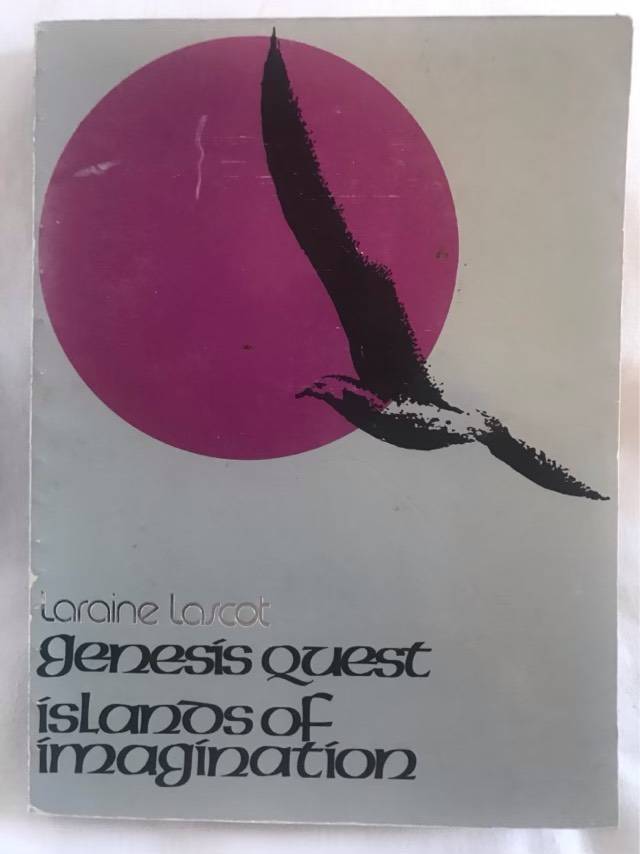 Laraine Lascot
genesis quest
islands of
imagination